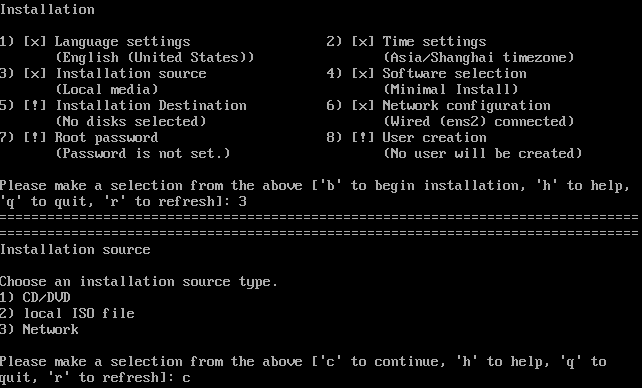 Installation
1) [x] Language settings 2) [x] Time settings
(English (United States)) (Asia/Shanghai timezone)
3) [x] Installation source 4) [x] Software selection
(Local media) (Minimal Install)
5) [!] Installation Destination 6) [x] Network configuration
(No disks selected) (Wired (ens2) connected)
7) [!] Root password 8) [!] User creation
(Password is not set.) (No user will be created)
Please make a selection from the above ['b' to begin installation, 'h' to help,
'q' to quit, 'r' to refresh]: 3
================================================================================
================================================================================
Installation source
Choose an installation source type.
1) CD/DVD
2) local ISO file
3) Network
Please make a selection from the above ['c' to continue, 'h' to help, 'q' to
quit, 'r' to refresh]: c